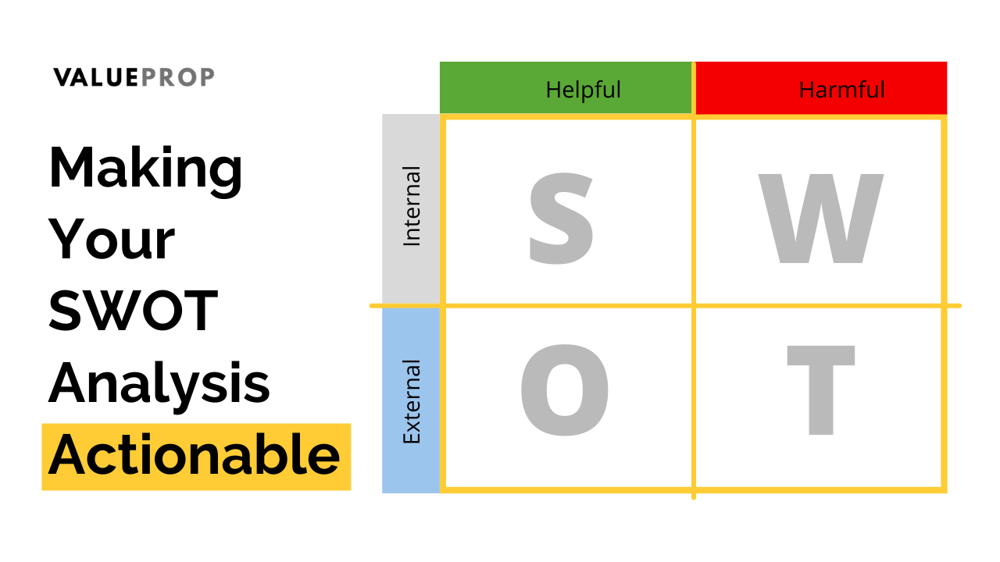 VALUEPROP
Making
Your
SWOT
Analysis
Actionable
Helpful
Harmful
Internal
S
W
External
O
T